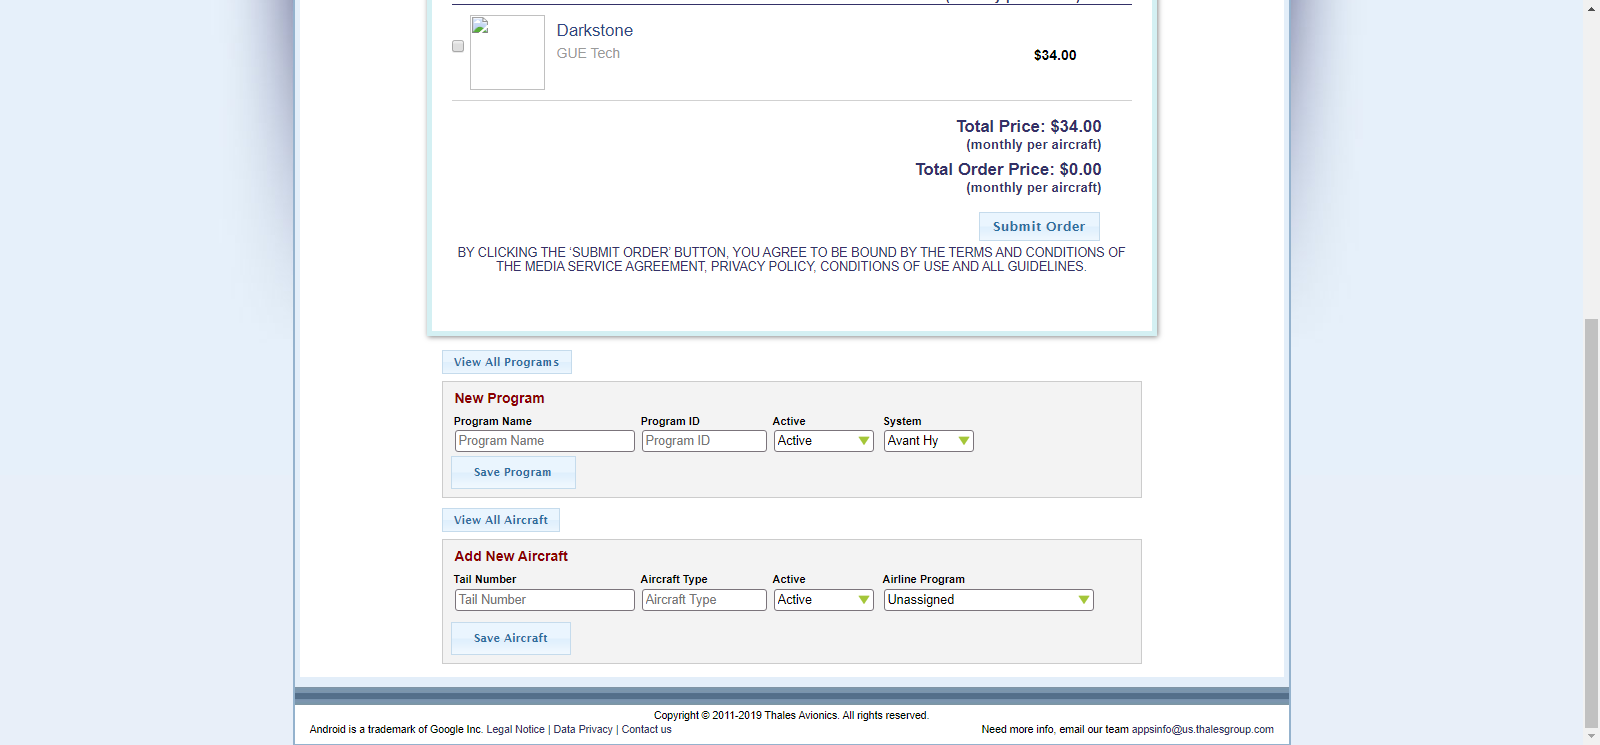 Darkstone
GUE Tech
$34.00
Total Price: $34.00
(monthly per aircraft)
Total Order Price: $0.00
(monthly per aircraft)
Submit Order
BY CLICKING THE ‘SUBMIT ORDER’ BUTTON, YOU AGREE TO BE BOUND BY THE TERMS AND CONDITIONS OF
THE MEDIA SERVICE AGREEMENT, PRIVACY POLICY, CONDITIONS OF USE AND ALL GUIDELINES.
View All Programs
New Program
Program Name Program ID Active System
Program Name Program ID Active Avant Hy
Save Program
View All Aircraft
Add New Aircraft
Tail Number Aircraft Type Active Airline Program
Tail Number Aircraft Type Active Unassigned
Save Aircraft
Copyright © 2011-2019 Thales Avionics. All rights reserved.
Android is a trademark of Google Inc. Legal Notice | Data Privacy | Contact us Need more info, email our team appsinfo@us.thalesgroup.com